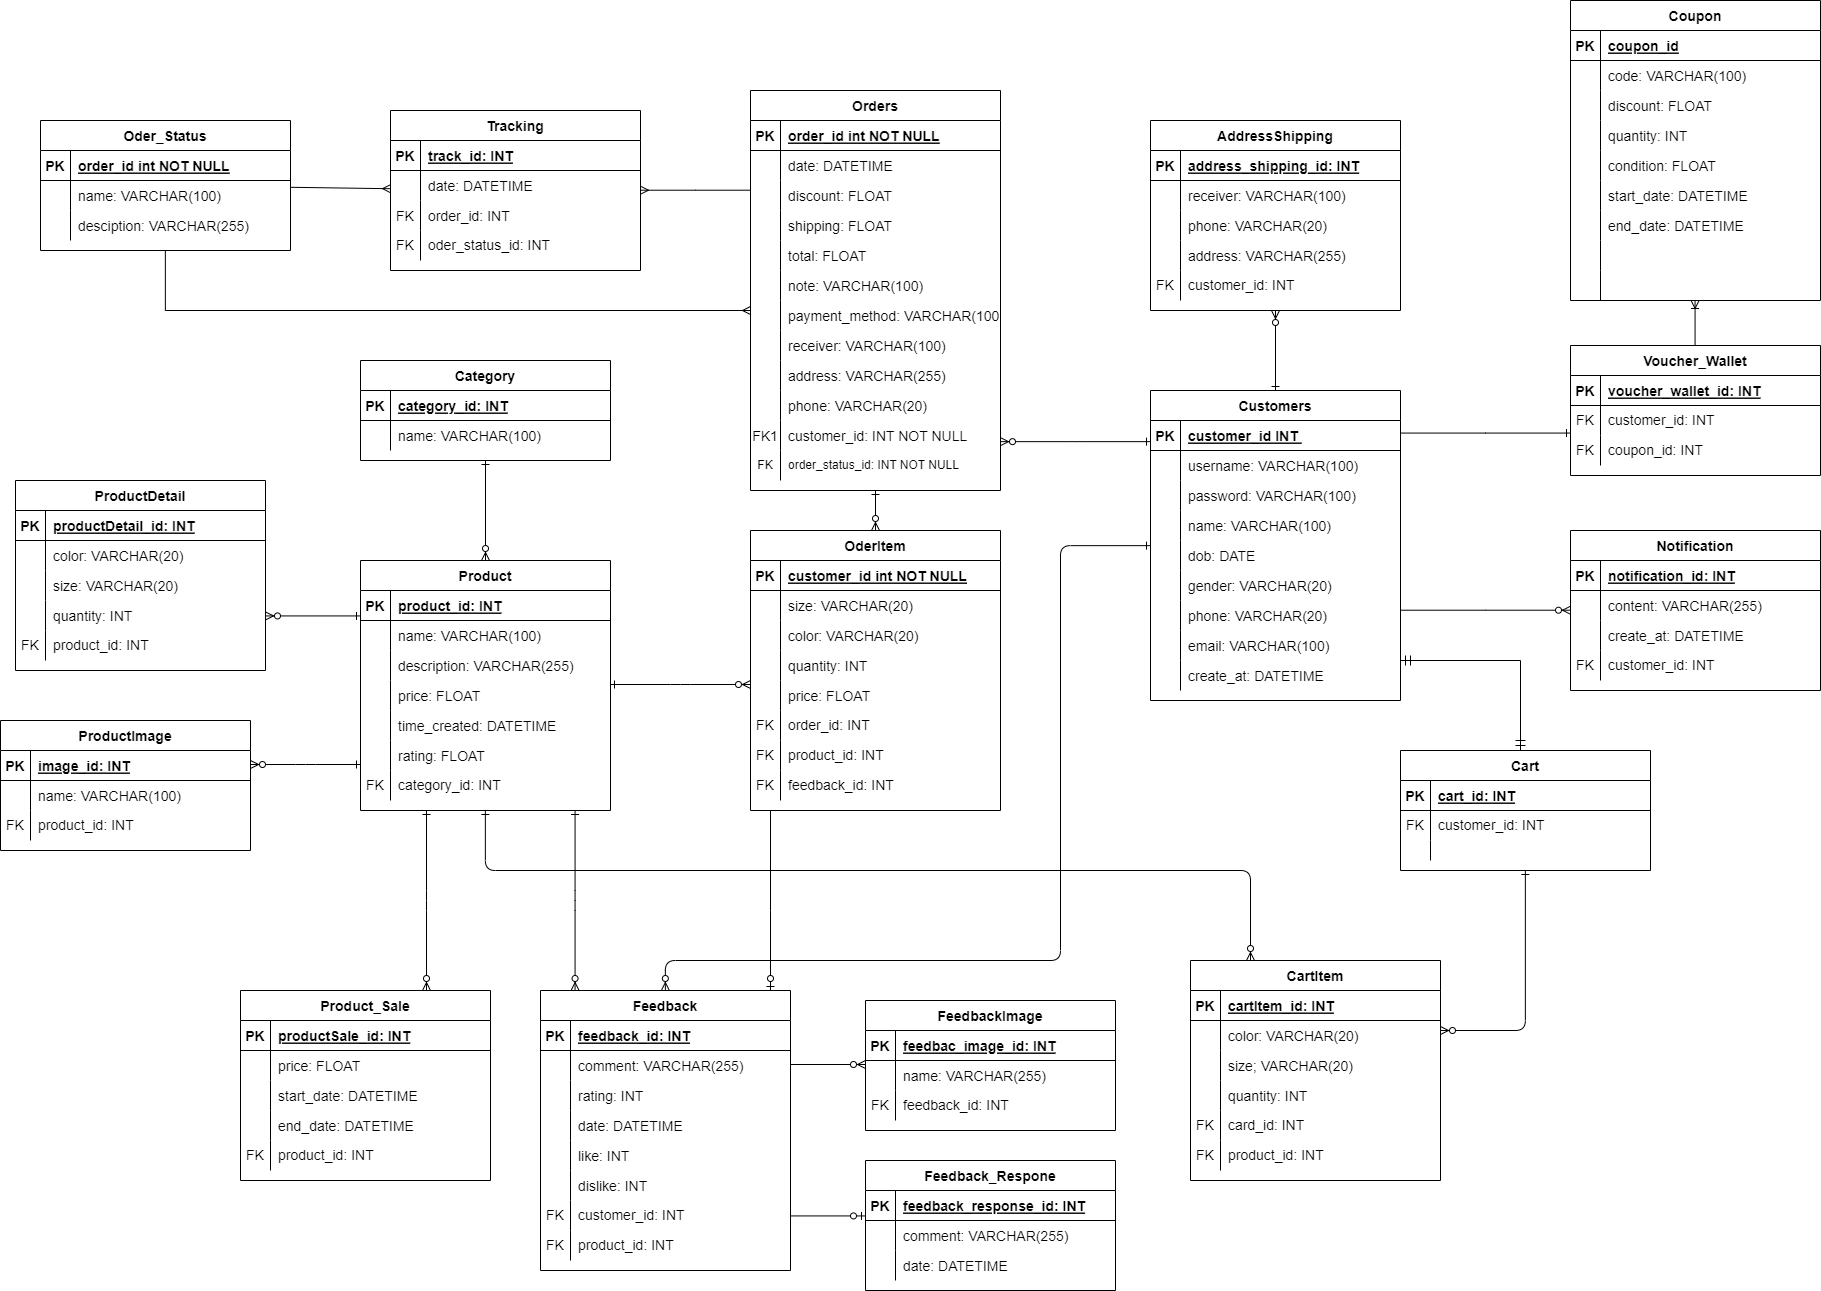 Coupon
PK coupon_id
code: VARCHAR(100)
discount: FLOAT
quantity: INT
condition: FLOAT
start_date: DATETIME
end_date: DATETIME
Oder_Status
PK order_id int NOT NULL
name: VARCHAR(100)
desciption: VARCHAR(255)
Tracking
PK track_id: INT
date: DATETIME
FK order_id: INT
FK oder_status_id: INT
Orders
PK order_id int NOT NULL
date: DATETIME
discount: FLOAT
shipping: FLOAT
total: FLOAT
note: VARCHAR(100)
payment_method: VARCHAR(100
receiver: VARCHAR(100)
address: VARCHAR(255)
phone: VARCHAR(20)
FK1 customer_id: INT NOT NULL
FK order_status_id: INT NOT NULL
AddressShipping
PK address_shipping_id: INT
receiver: VARCHAR(100)
phone: VARCHAR(20)
address: VARCHAR(255)
FK customer_id: INT
Voucher_Wallet
PK voucher_wallet_id: INT
FK customer_id: INT
FK coupon_id: INT
Category
PK category_id: INT
name: VARCHAR(100)
Customers
PK customer_id INT
username: VARCHAR(100)
password: VARCHAR(100)
name: VARCHAR(100)
dob: DATE
gender: VARCHAR(20)
phone: VARCHAR(20)
email: VARCHAR(100)
create_at: DATETIME
ProductDetail
PK productDetail_id: INT
color: VARCHAR(20)
size: VARCHAR(20)
quantity: INT
FK product_id: INT
Product
PK product_id: INT
name: VARCHAR(100)
description: VARCHAR(255)
price: FLOAT
time_created: DATETIME
rating: FLOAT
FK category_id: INT
OderItem
PK customer_id int NOT NULL
size: VARCHAR(20)
color: VARCHAR(20)
quantity: INT
price: FLOAT
FK order_id: INT
FK product_id: INT
FK feedback_id: INT
Notification
PK notification_id: INT
content: VARCHAR(255)
create_at: DATETIME
FK customer_id: INT
ProductImage
PK image_id: INT
name: VARCHAR(100)
FK product_id: INT
Cart
PK cart_id: INT
FK customer_id: INT
Product_Sale
PK productSale_id: INT
price: FLOAT
start_date: DATETIME
end_date: DATETIME
FK product_id: INT
Feedback
PK feedback_id: INT
comment: VARCHAR(255)
rating: INT
date: DATETIME
like: INT
dislike: INT
FK customer_id: INT
FK product_id: INT
FeedbackImage
PK feedbac_image_id: INT
name: VARCHAR(255)
FK feedback_id: INT
Feedback_Respone
PK feedback_response_id: INT
comment: VARCHAR(255)
date: DATETIME
CartItem
PK cartItem_id: INT
color: VARCHAR(20)
size; VARCHAR(20)
quantity: INT
FK card_id: INT
FK product_id: INT